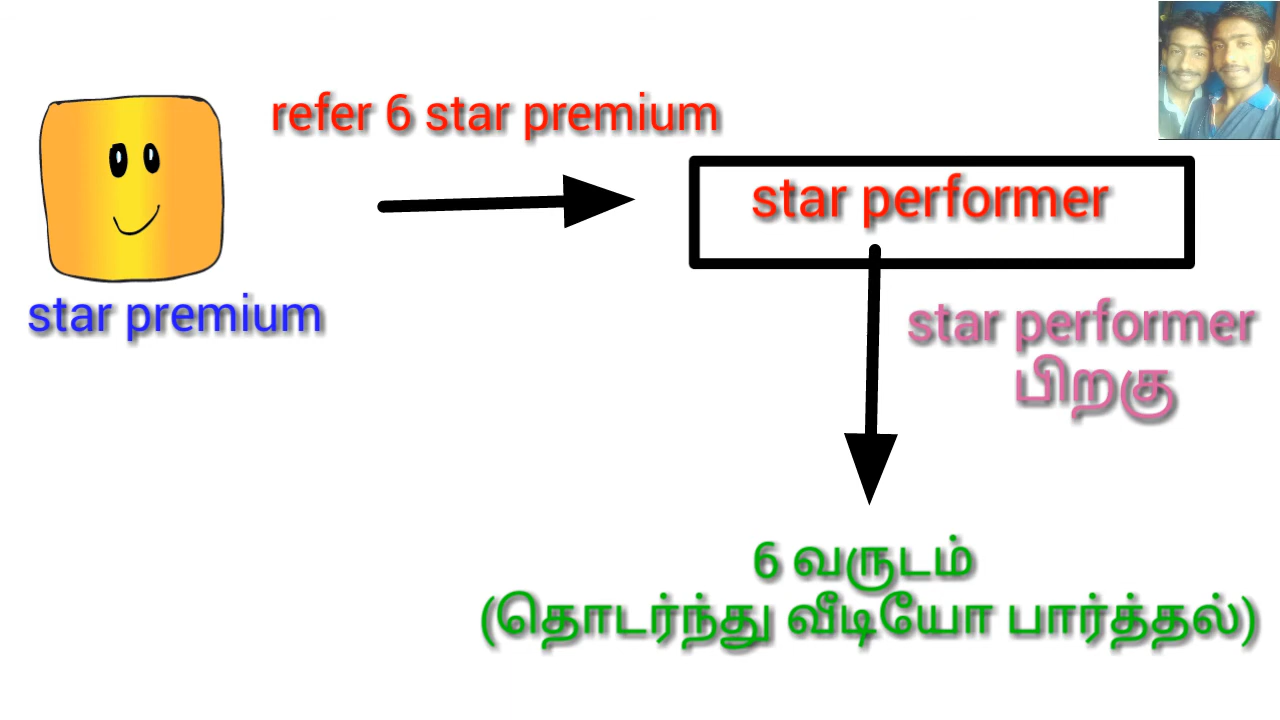 refer 6 star premium
star performer
star premium
star performer
பிறகு
6 வருடம்
(தொடர்ந்து வீடியோ பார்த்தல்)